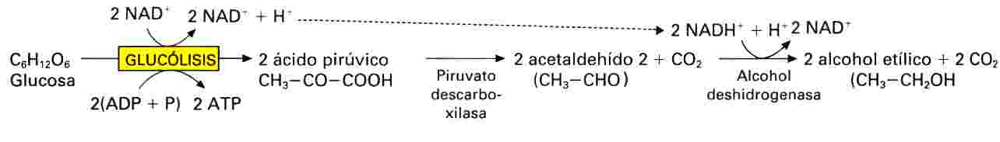 2 NAD⁺ 2 NAD⁺ + H⁺
2 NADH⁺ + H⁺ 2 NAD⁺
C₆H₁₂O₆ GLUCÓLISIS 2 ácido pirúvico 2 acetaldehído 2 + CO₂ 2 alcohol etílico + 2 CO₂
Glucosa CH₃–CO–COOH (CH₃–CHO) (CH₃–CH₂OH
Piruvato Alcohol
2(ADP + P) 2 ATP descarbo- deshidrogenasa
xilasa